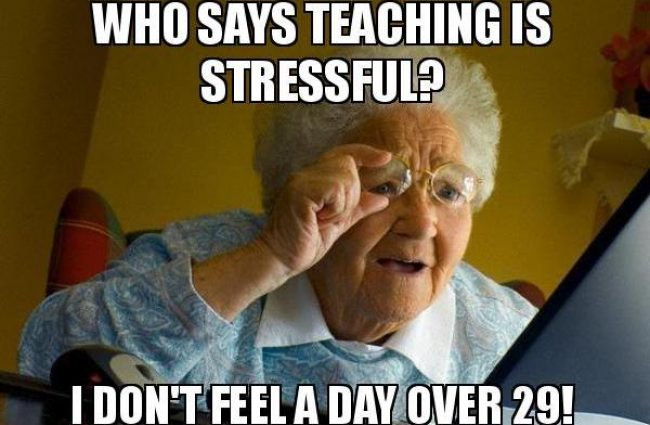 WHO SAYS TEACHING IS
STRESSFUL?
I DON'T FEEL A DAY OVER 29!